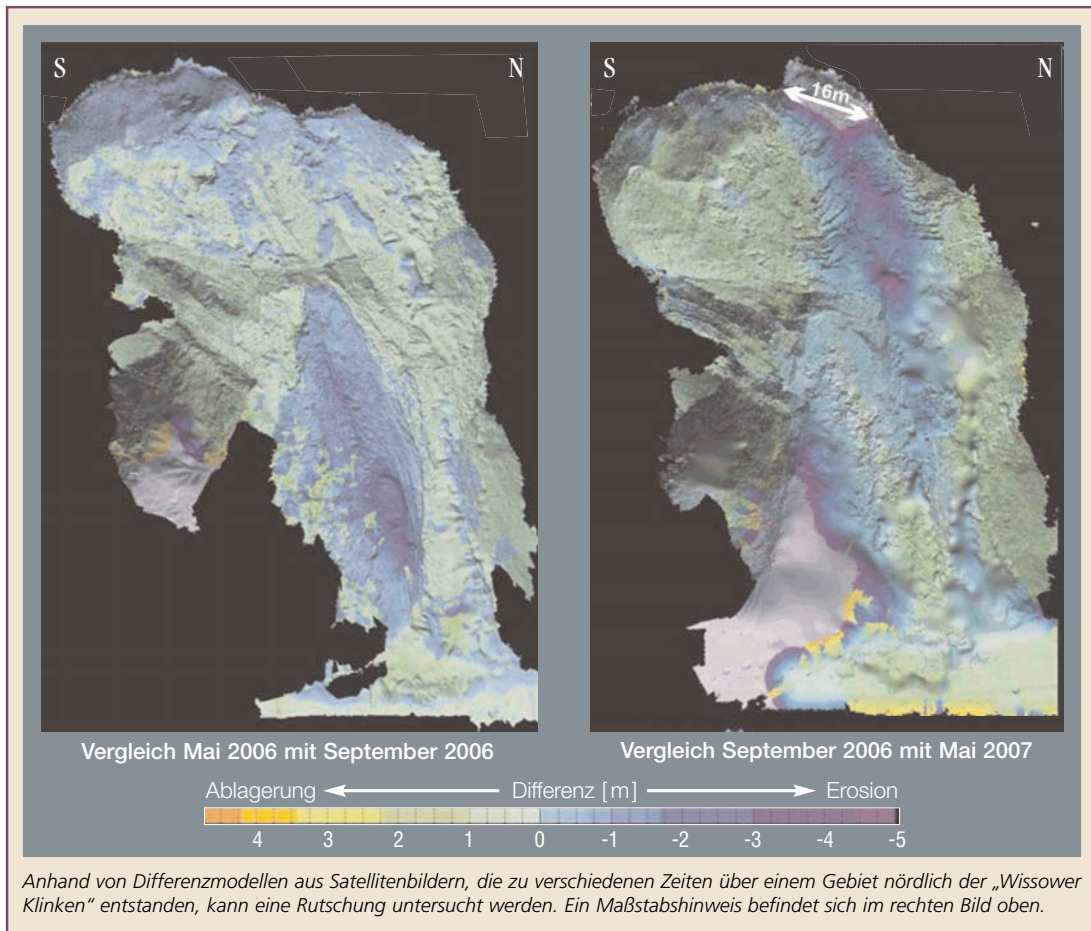 S N
S N
16m
Vergleich Mai 2006 mit September 2006
Vergleich September 2006 mit Mai 2007
Ablagerung Differenz [m] Erosion
4 3 2 1 0 -1 -2 -3 -4 -5
Anhand von Differenzmodellen aus Satellitenbildern, die zu verschiedenen Zeiten über einem Gebiet nördlich der „Wissower
Klinken“ entstanden, kann eine Rutschung untersucht werden. Ein Maßstabshinweis befindet sich im rechten Bild oben.